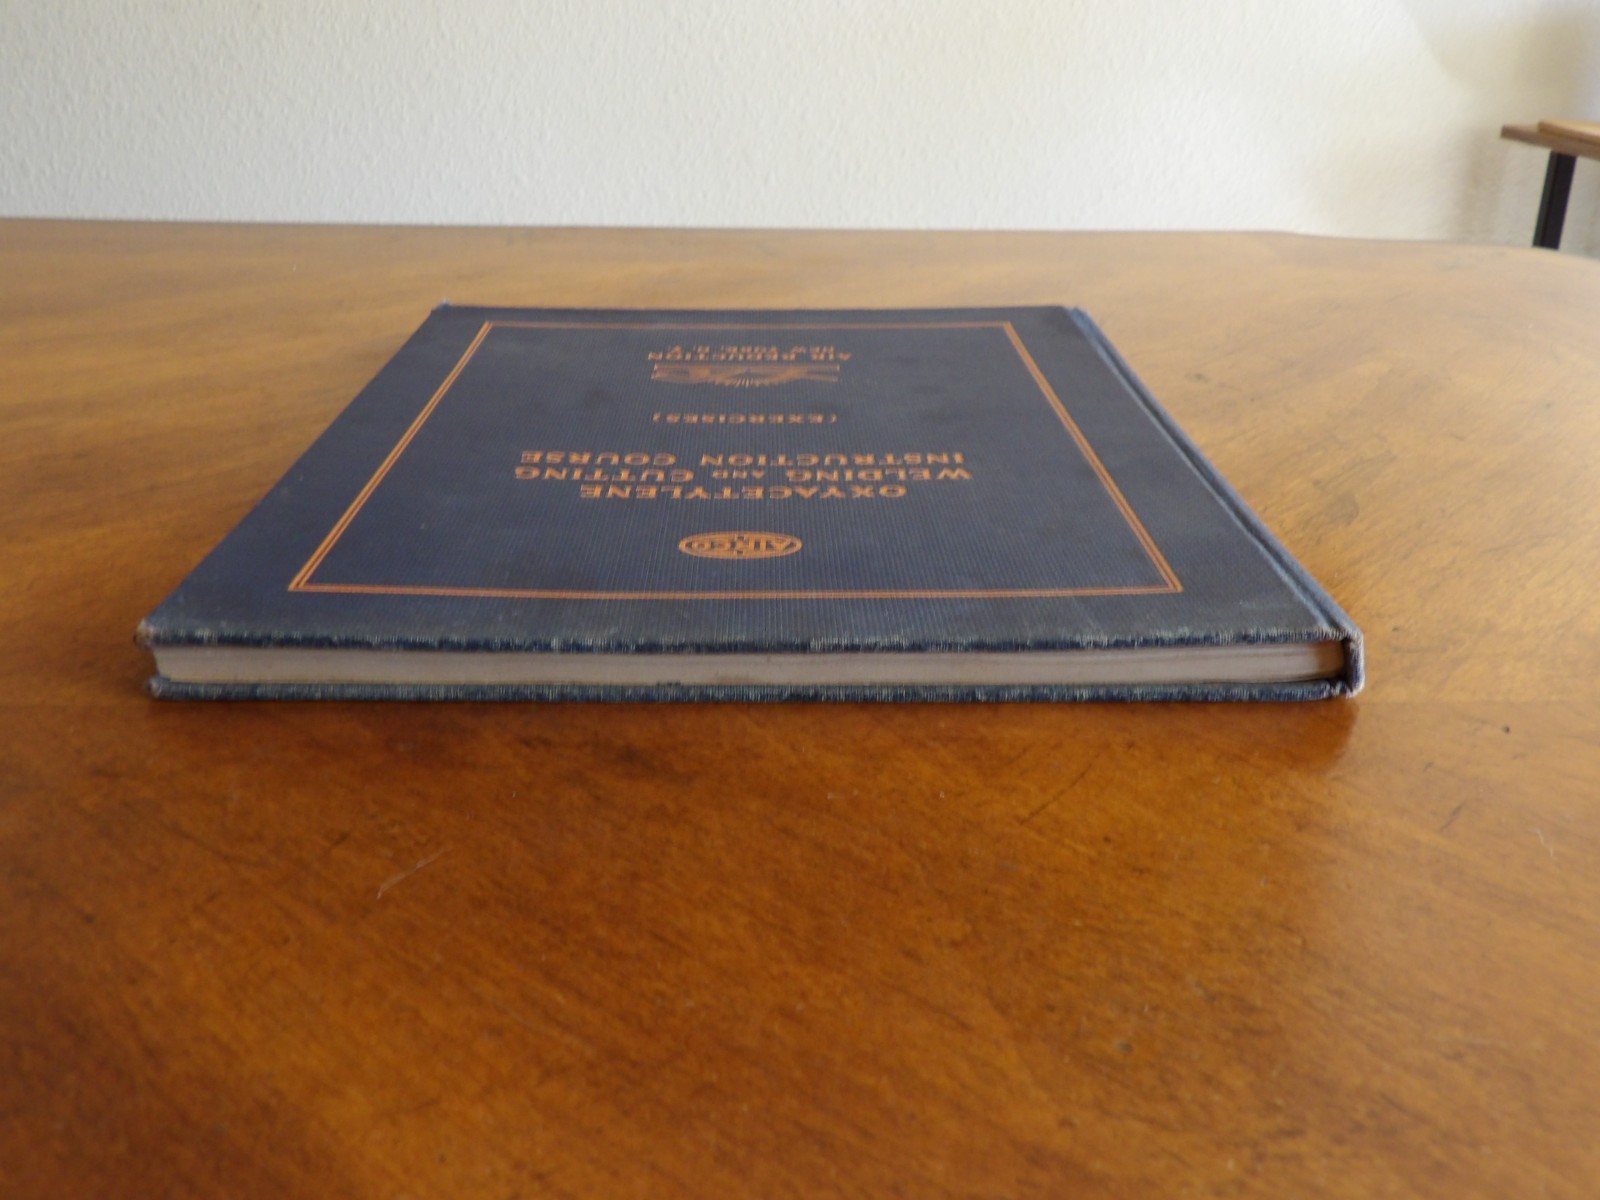 AIRCO
OXYACETYLENE
WELDING AND CUTTING
INSTRUCTION COURSE
(EXERCISES)
AIR REDUCTION
NEW YORK, N. Y.